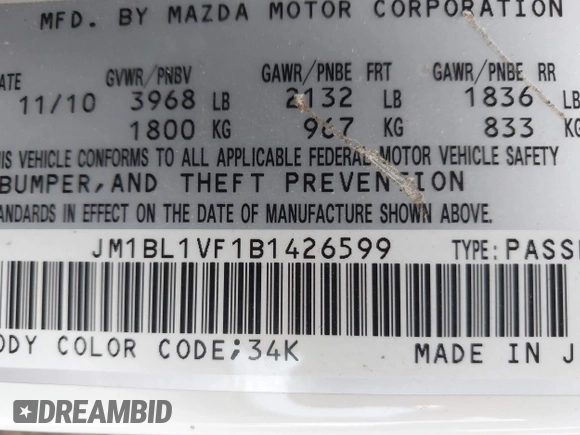 MFD. BY MAZDA MOTOR CORPORATION
ATE GVWR/PNBV GAWR/PNBE FRT GAWR/PNBE RR
11/10 3968 LB 2132 LB 1836 LB
1800 KG 967 KG 833 KG
IS VEHICLE CONFORMS TO ALL APPLICABLE FEDERAL MOTOR VEHICLE SAFETY
BUMPER, AND THEFT PREVENTION
ANDARDS IN EFFECT ON THE DATE OF MANUFACTURE SHOWN ABOVE.
JM1BL1VF1B1426599 TYPE: PASSE
ODY COLOR CODE;34K MADE IN J
DREAMBID